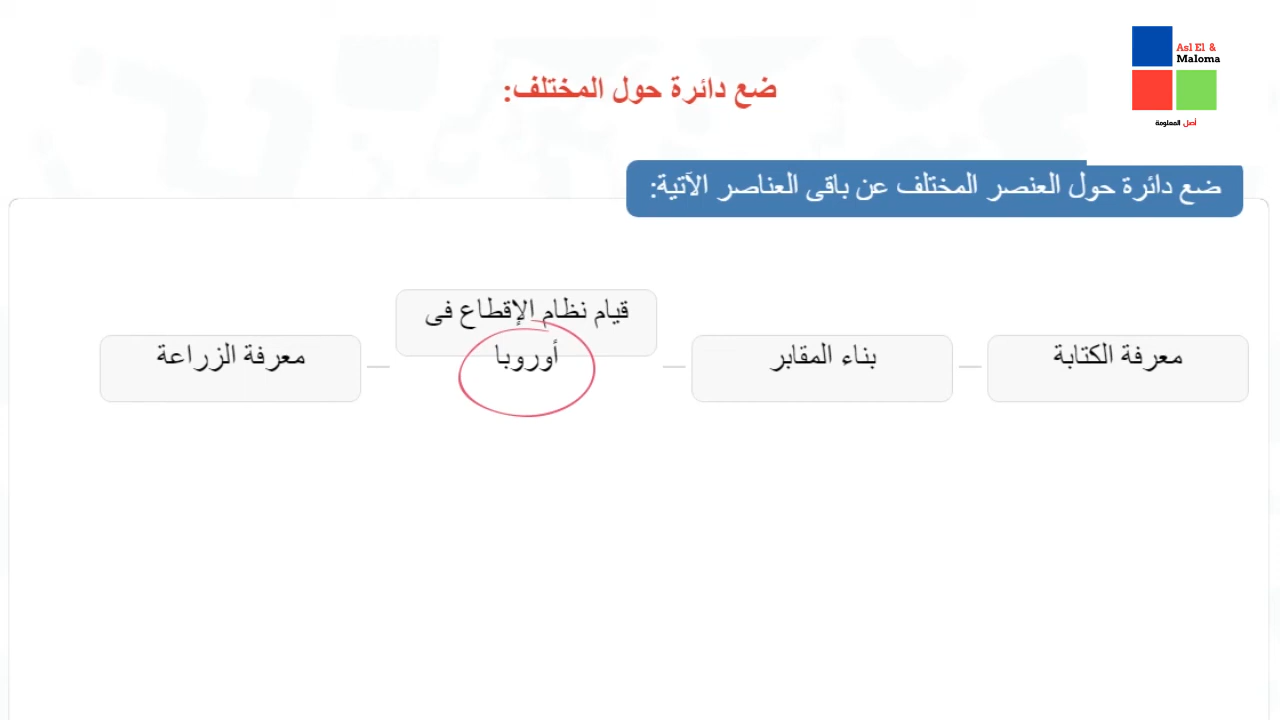 Asl El &
Maloma
أصل المعلومة
ضع دائرة حول المختلف:
ضع دائرة حول العنصر المختلف عن باقى العناصر الآتية:
معرفة الكتابة
بناء المقابر
قيام نظام الإقطاع فى
أوروبا
معرفة الزراعة